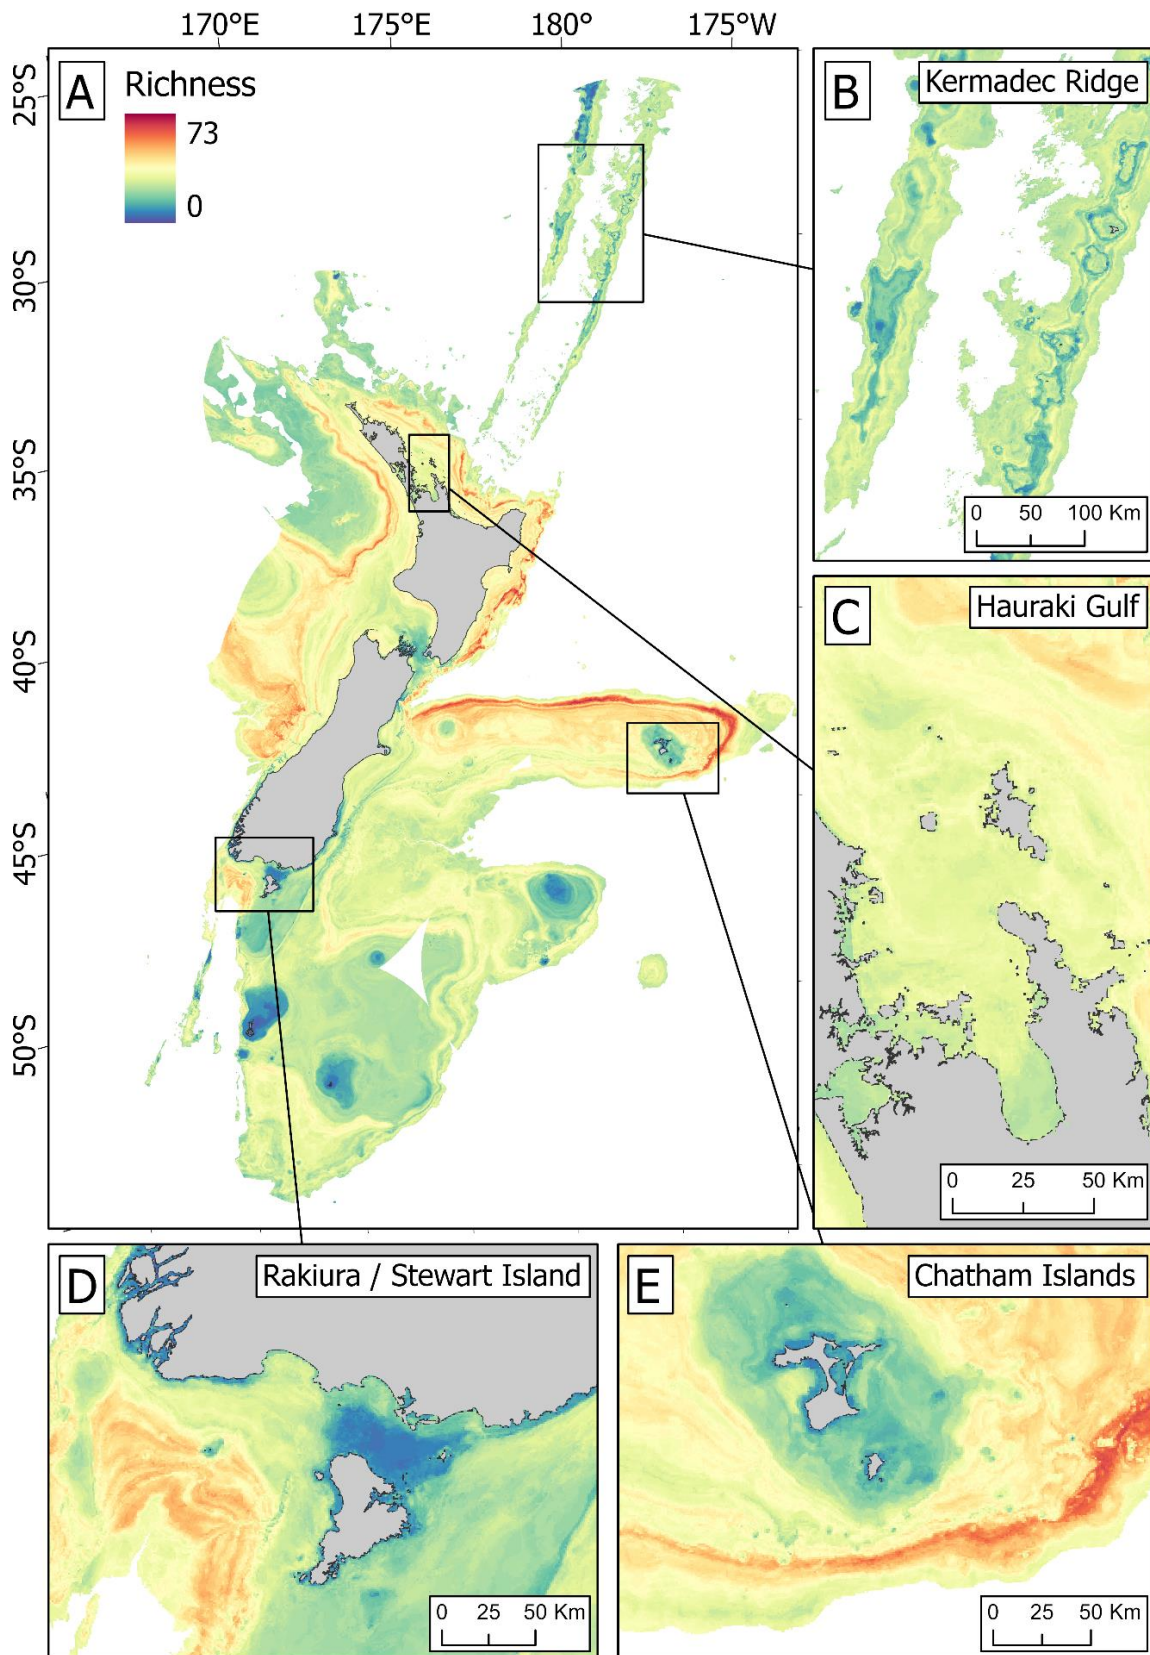 170°E 175°E 180° 175°W
25°S
30°S
35°S
40°S
45°S
50°S
A
Richness
73
0
B
Kermadec Ridge
0 50 100 Km
C
Hauraki Gulf
0 25 50 Km
D
Rakiura / Stewart Island
0 25 50 Km
E
Chatham Islands
0 25 50 Km